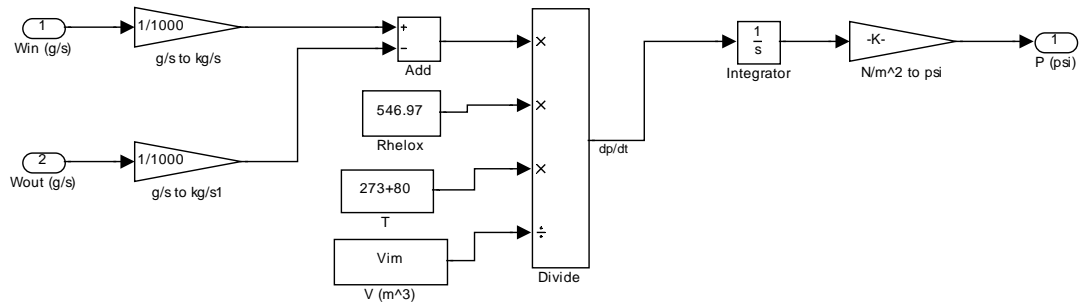 1
Win (g/s)
1/1000
g/s to kg/s
+
−
Add
×
546.97
Rhelox
×
2
Wout (g/s)
1/1000
g/s to kg/s1
273+80
T
×
Vim
V (m^3)
÷
Divide
dp/dt
1
s
Integrator
-K-
N/m^2 to psi
1
P (psi)